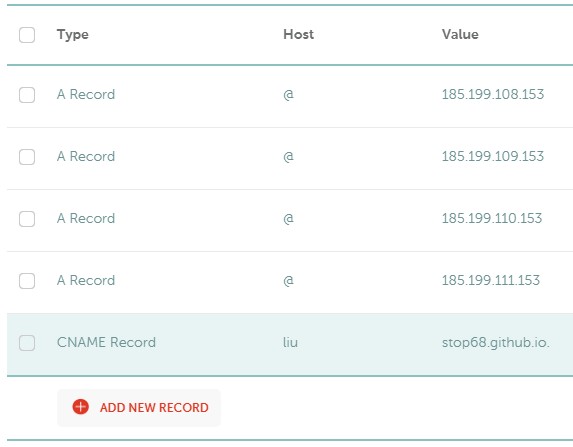 Type Host Value
A Record @ 185.199.108.153
A Record @ 185.199.109.153
A Record @ 185.199.110.153
A Record @ 185.199.111.153
CNAME Record liu stop68.github.io.
ADD NEW RECORD